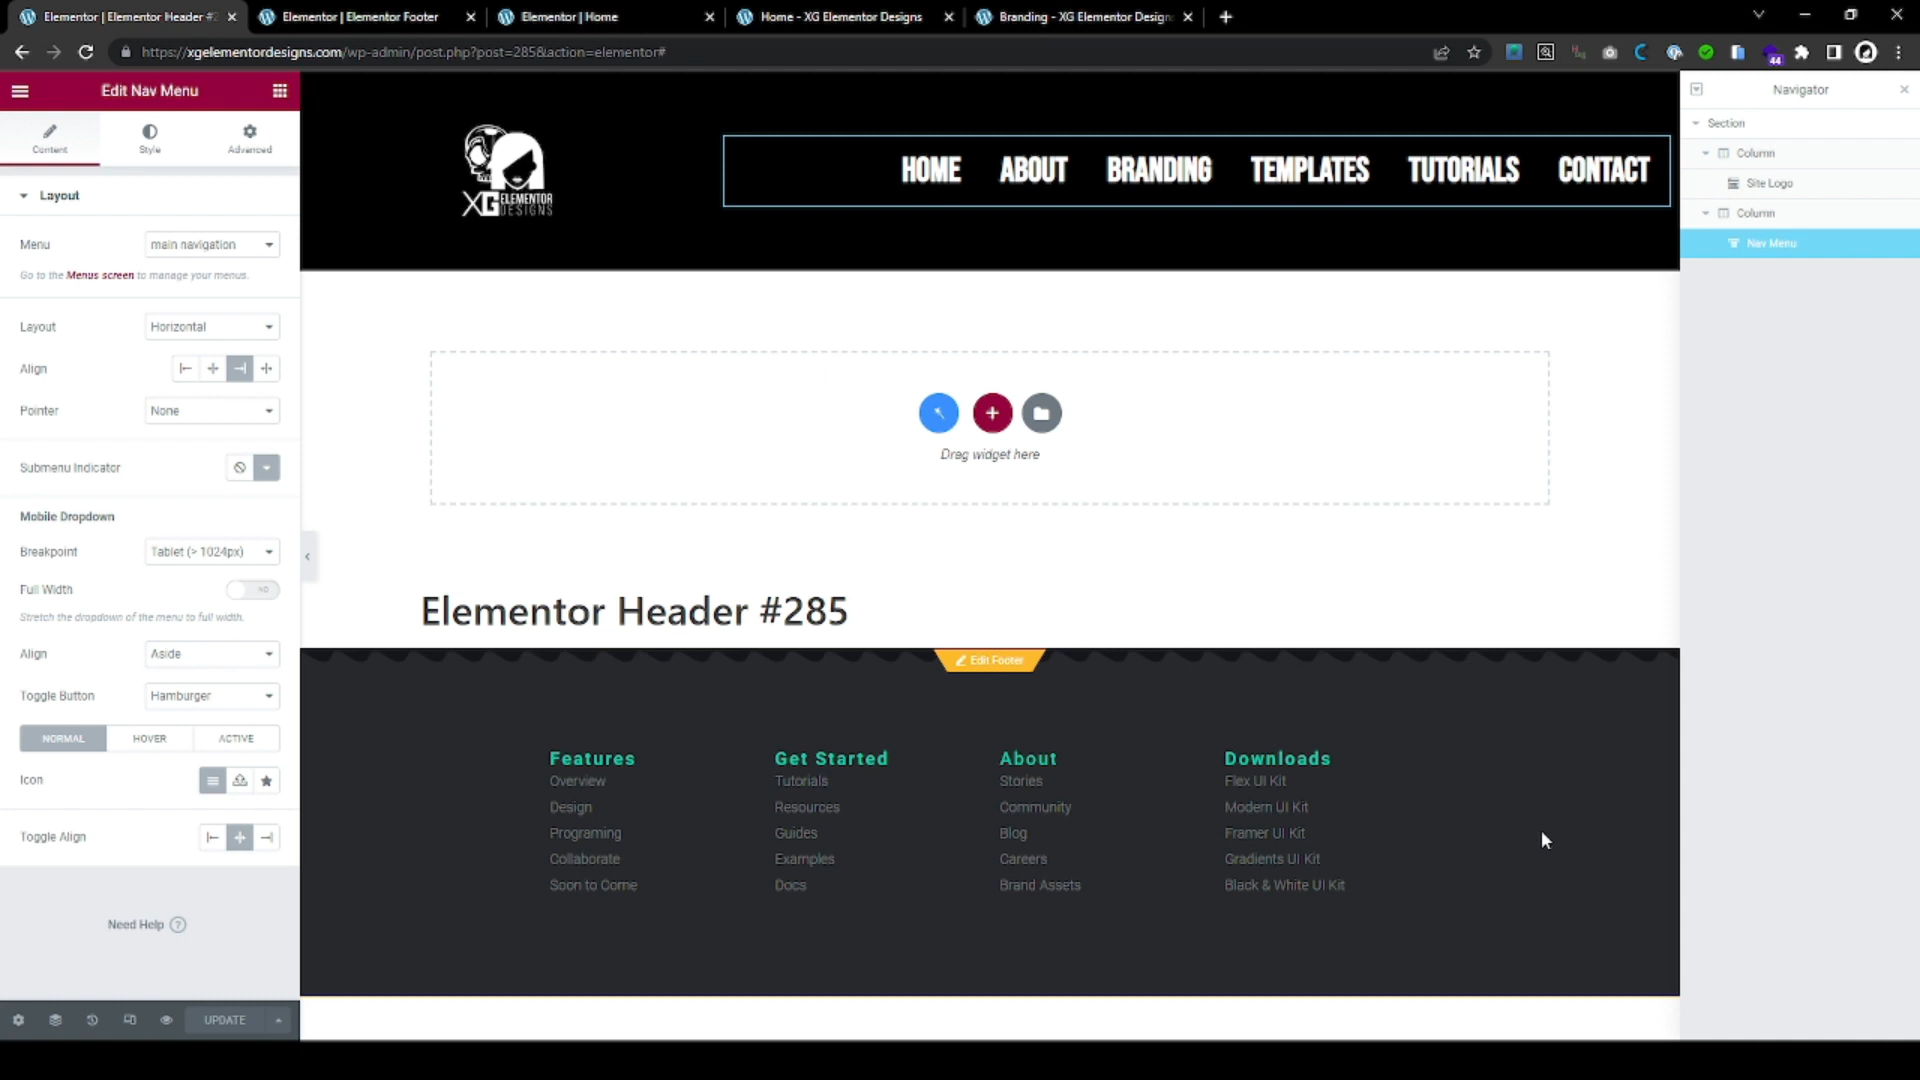 Elementor | Elementor Header #2
Elementor | Elementor Footer
Elementor | Home
Home - XG Elementor Designs
Branding - XG Elementor Design
https://xgelementordesigns.com/wp-admin/post.php?post=285&action=elementor#
44
Edit Nav Menu
Content
Style
Advanced
Layout
Menu
main navigation
Go to the Menus screen to manage your menus.
Layout
Horizontal
Align
Pointer
None
Submenu Indicator
Mobile Dropdown
Breakpoint
Tablet (> 1024px)
Full Width
NO
Stretch the dropdown of the menu to full width.
Align
Aside
Toggle Button
Hamburger
NORMAL
HOVER
ACTIVE
Icon
Toggle Align
Need Help
?
UPDATE
XG ELEMENTOR DESIGNS
HOME
ABOUT
BRANDING
TEMPLATES
TUTORIALS
CONTACT
Drag widget here
Elementor Header #285
Edit Footer
Features
Overview
Design
Programing
Collaborate
Soon to Come
Get Started
Tutorials
Resources
Guides
Examples
Docs
About
Stories
Community
Blog
Careers
Brand Assets
Downloads
Flex UI Kit
Modern UI Kit
Framer UI Kit
Gradients UI Kit
Black & White UI Kit
Navigator
Section
Column
Site Logo
Column
Nav Menu